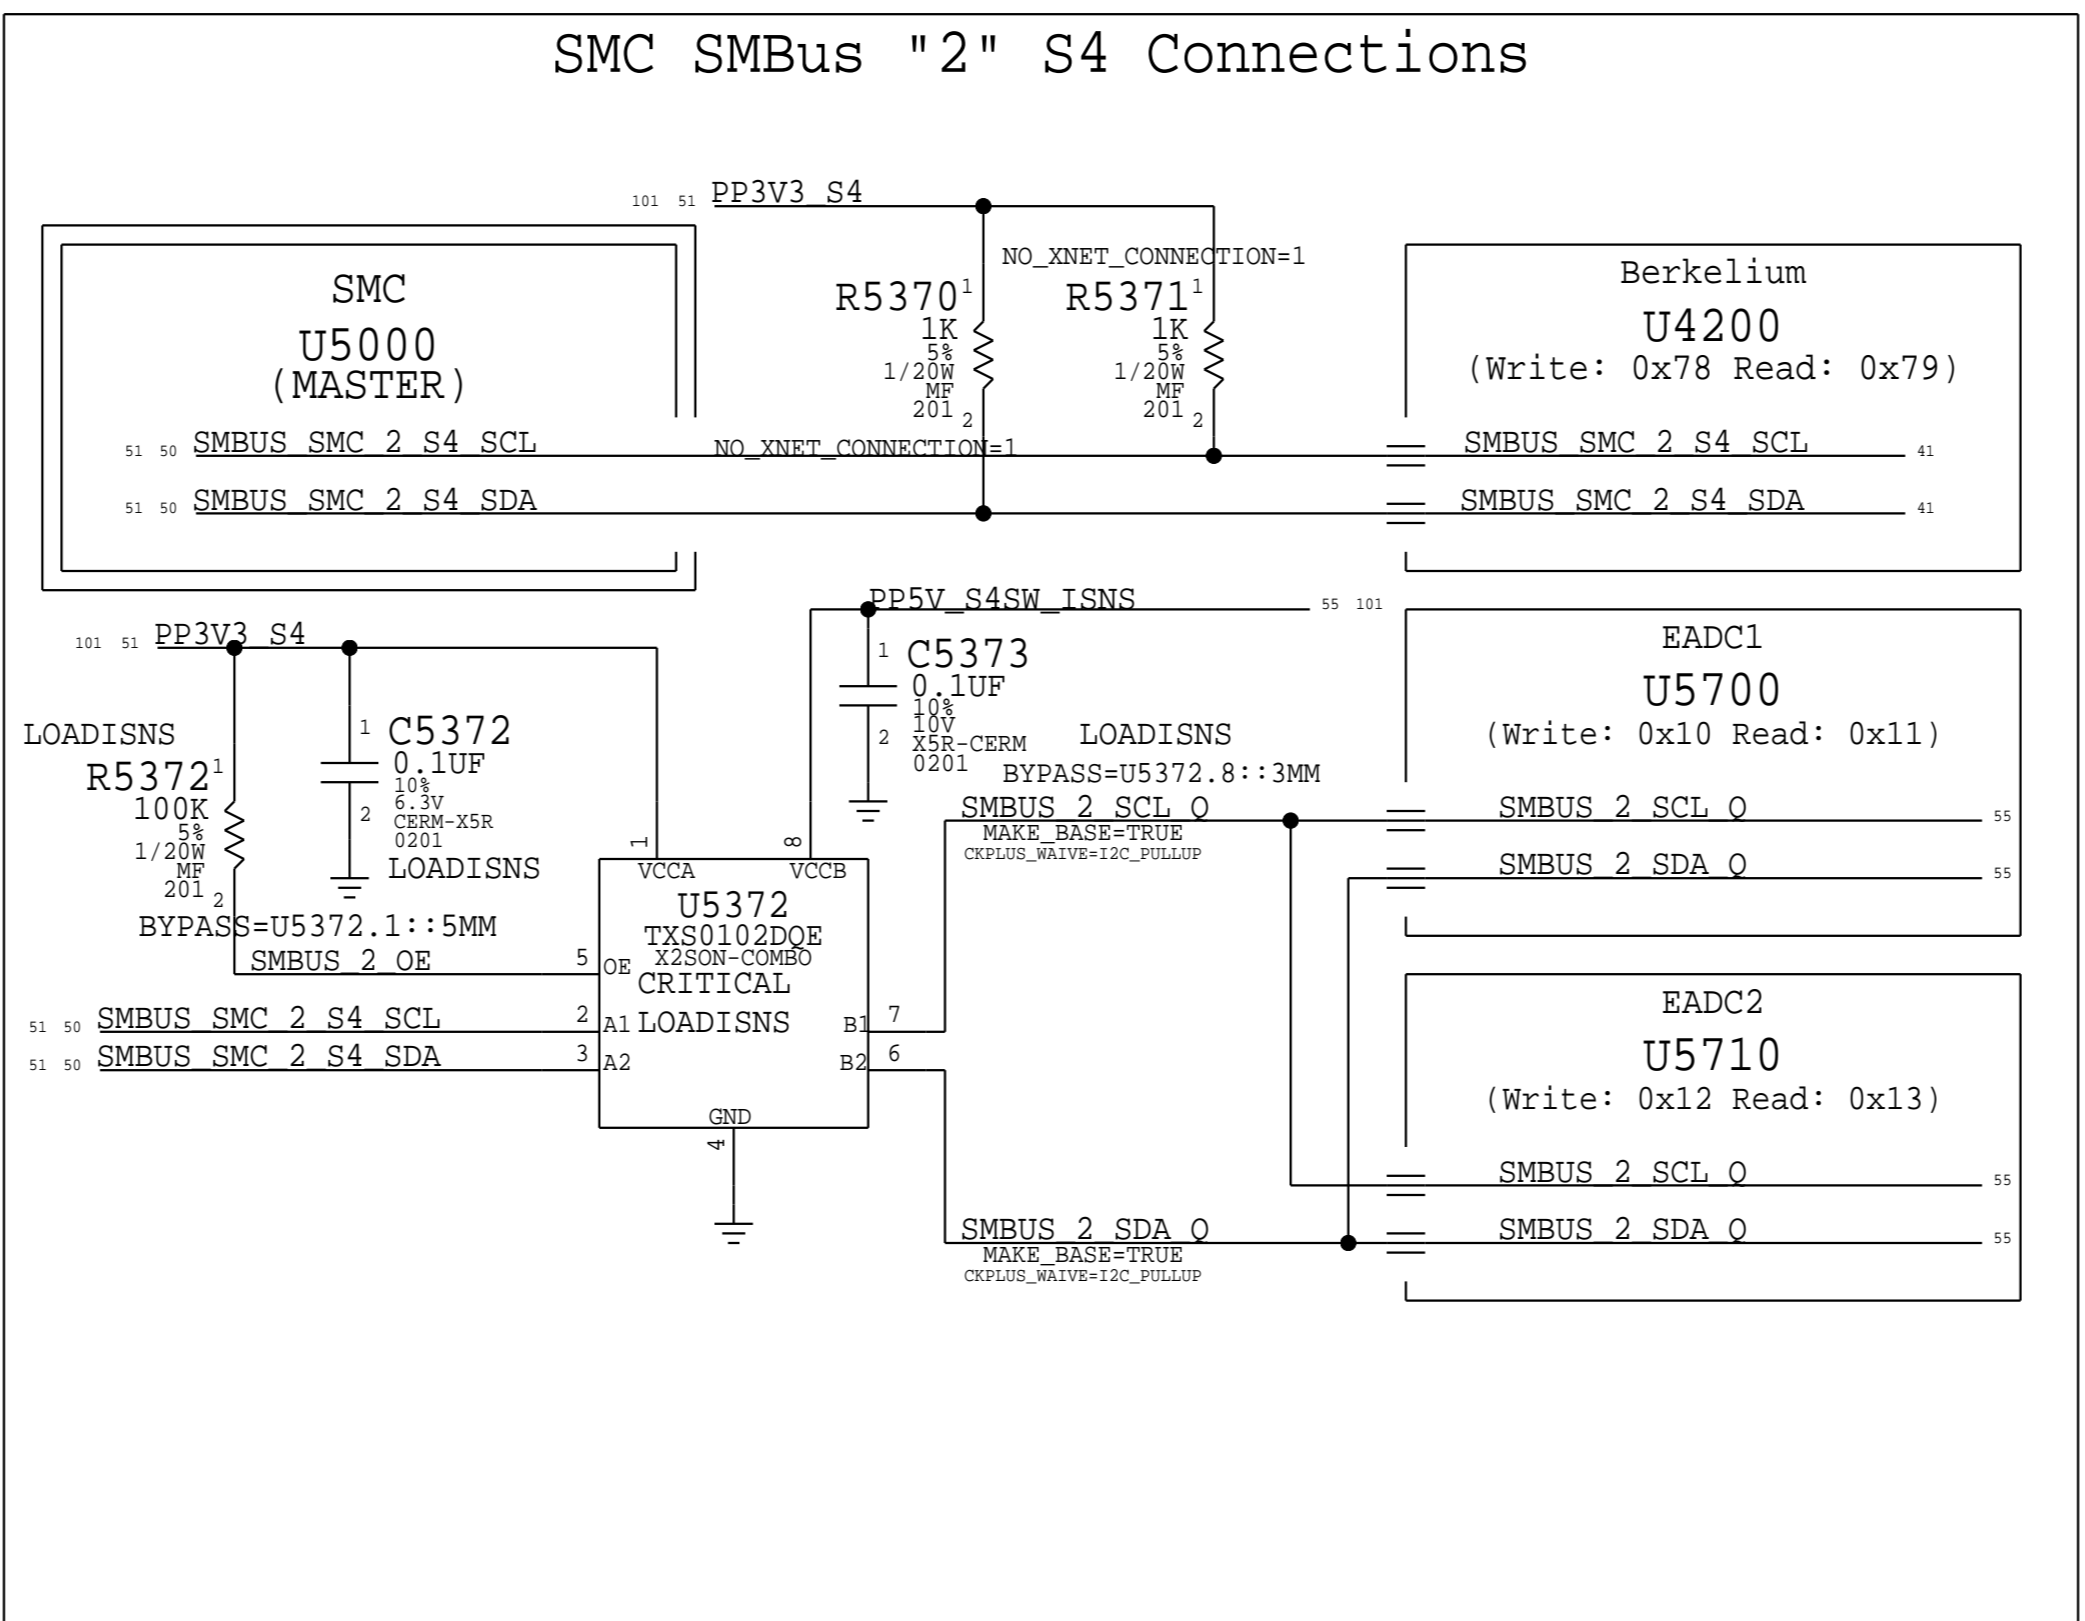 SMC SMBus "2" S4 Connections
101 51 PP3V3_S4
NO_XNET_CONNECTION=1
SMC
U5000
(MASTER)
51 50 SMBUS_SMC_2_S4_SCL
51 50 SMBUS_SMC_2_S4_SDA
R5370 1
1K
5%
1/20W
MF
201 2
NO_XNET_CONNECTION=1
R5371 1
1K
5%
1/20W
MF
201 2
Berkelium
U4200
(Write: 0x78 Read: 0x79)
SMBUS_SMC_2_S4_SCL 41
SMBUS_SMC_2_S4_SDA 41
101 51 PP3V3_S4
PP5V_S4SW_ISNS 55 101
LOADISNS
R5372 1
100K
5%
1/20W
MF
201 2
1 C5372
0.1UF
10%
6.3V
2 CERM-X5R
0201
LOADISNS
BYPASS=U5372.1::5MM
1 C5373
0.1UF
10%
10V
2 X5R-CERM
0201
LOADISNS
BYPASS=U5372.8::3MM
SMBUS_2_OE
51 50 SMBUS_SMC_2_S4_SCL
51 50 SMBUS_SMC_2_S4_SDA
1 8
VCCA VCCB
U5372
TXS0102DQE
X2SON-COMBO
CRITICAL
LOADISNS
5 OE
2 A1 B1 7
3 A2 B2 6
GND
4
SMBUS_2_SCL_Q
MAKE_BASE=TRUE
CKPLUS_WAIVE=I2C_PULLUP
SMBUS_2_SDA_Q
MAKE_BASE=TRUE
CKPLUS_WAIVE=I2C_PULLUP
EADC1
U5700
(Write: 0x10 Read: 0x11)
SMBUS_2_SCL_Q 55
SMBUS_2_SDA_Q 55
EADC2
U5710
(Write: 0x12 Read: 0x13)
SMBUS_2_SCL_Q 55
SMBUS_2_SDA_Q 55